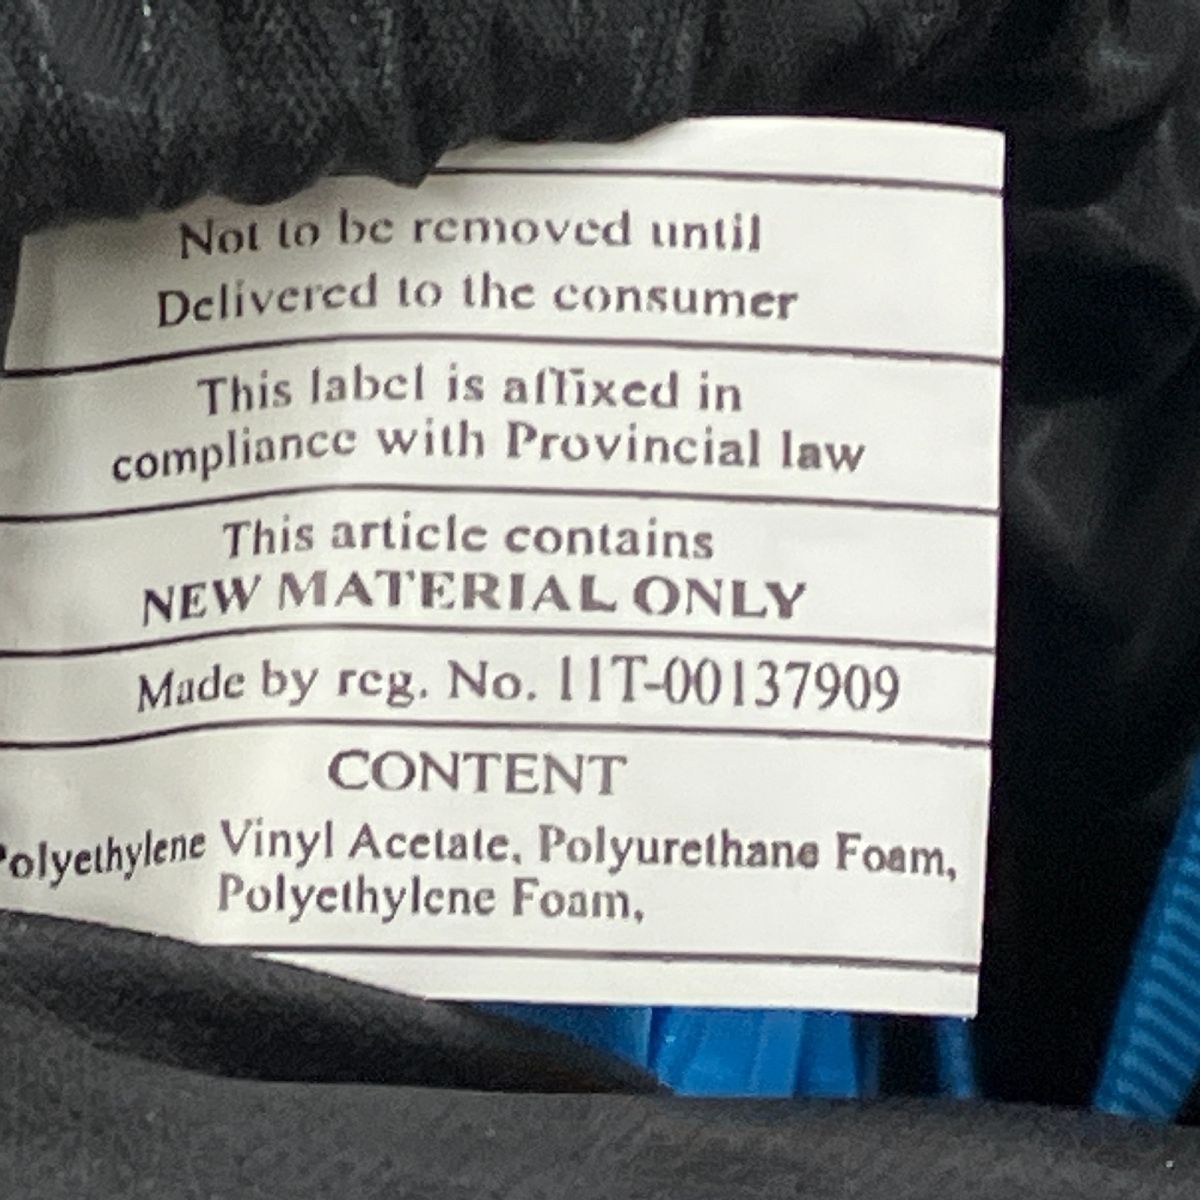 Not to be removed until
Delivered to the consumer
This label is affixed in
compliance with Provincial law
This article contains
NEW MATERIAL ONLY
Made by reg. No. 11T-00137909
CONTENT
Polyethylene Vinyl Acetate, Polyurethane Foam,
Polyethylene Foam,